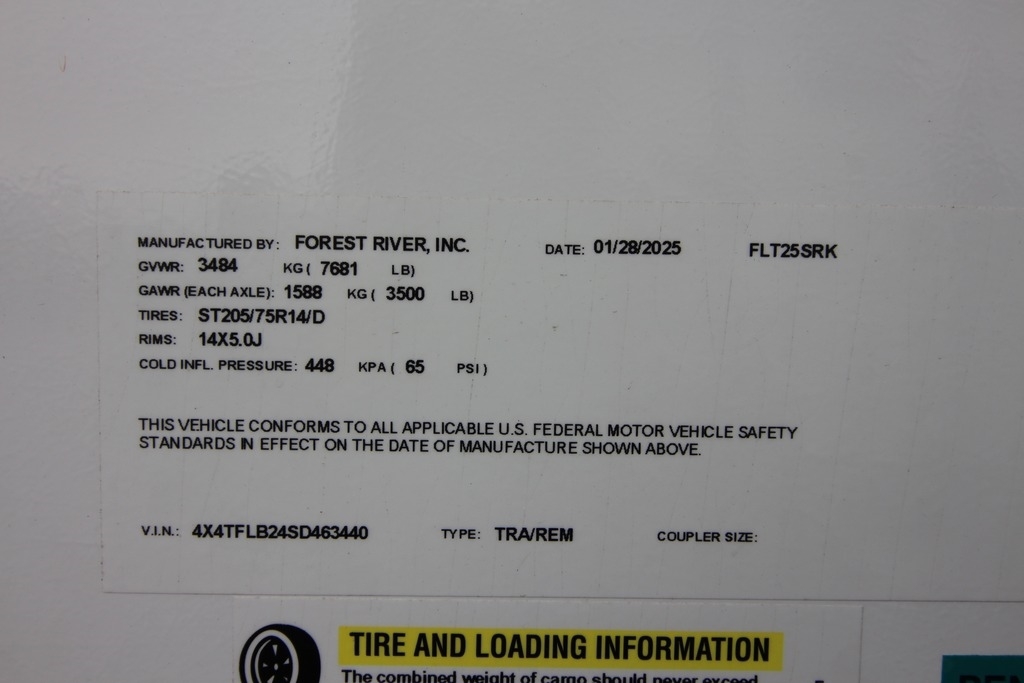 MANUFACTURED BY: FOREST RIVER, INC. DATE: 01/28/2025 FLT25SRK
GVWR: 3484 KG ( 7681 LB)
GAWR (EACH AXLE): 1588 KG ( 3500 LB)
TIRES: ST205/75R14/D
RIMS: 14X5.0J
COLD INFL. PRESSURE: 448 KPA ( 65 PSI )
THIS VEHICLE CONFORMS TO ALL APPLICABLE U.S. FEDERAL MOTOR VEHICLE SAFETY
STANDARDS IN EFFECT ON THE DATE OF MANUFACTURE SHOWN ABOVE.
V.I.N.: 4X4TFLB24SD463440 TYPE: TRA/REM COUPLER SIZE:
TIRE AND LOADING INFORMATION
The combined weight of cargo should never exceed